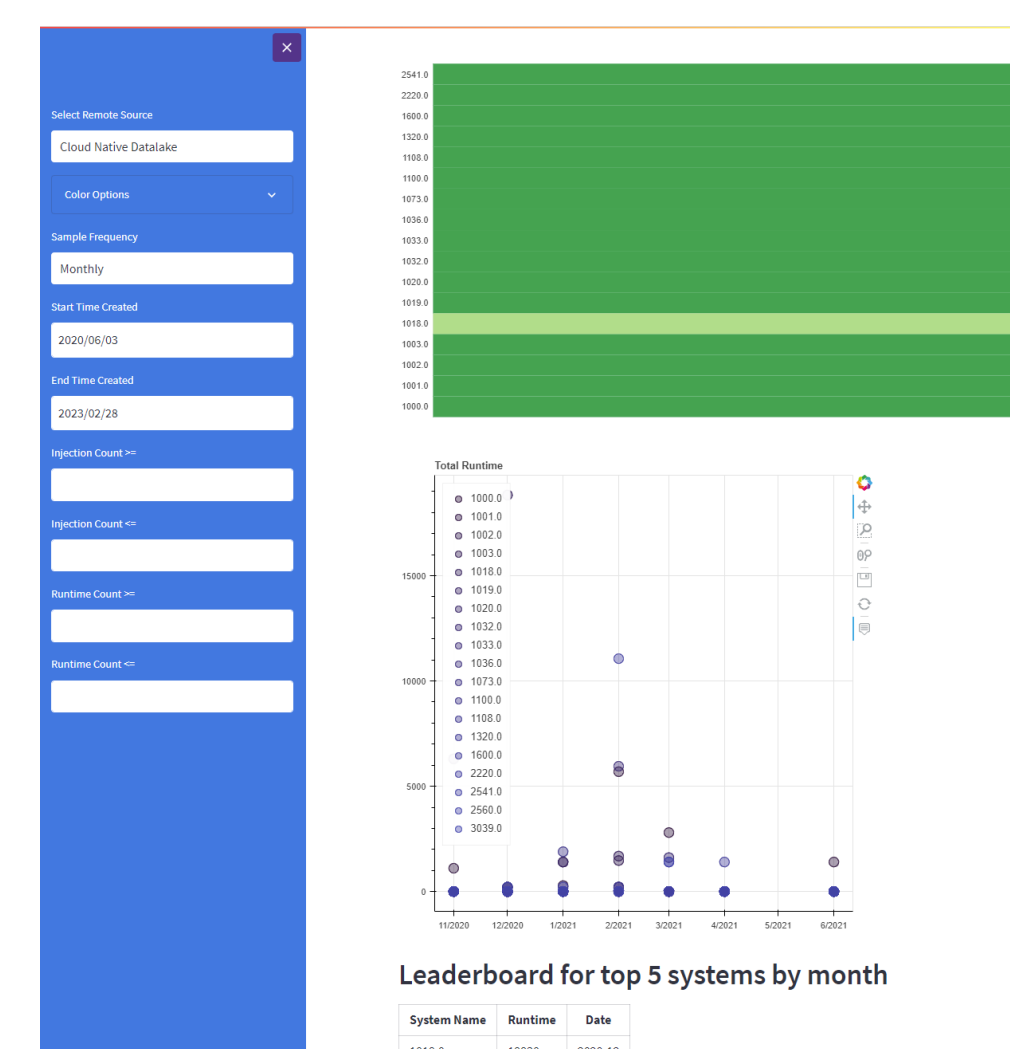 Select Remote Source
Cloud Native Datalake
Color Options
Sample Frequency
Monthly
Start Time Created
2020/06/03
End Time Created
2023/02/28
Injection Count >=
Injection Count <=
Runtime Count >=
Runtime Count <=
2541.0
2220.0
1600.0
1320.0
1108.0
1100.0
1073.0
1036.0
1033.0
1032.0
1020.0
1019.0
1018.0
1003.0
1002.0
1001.0
1000.0
Total Runtime
1000.0
1001.0
1002.0
1003.0
1018.0
1019.0
1020.0
1032.0
1033.0
1036.0
1073.0
1100.0
1108.0
1320.0
1600.0
2220.0
2541.0
2560.0
3039.0
15000
10000
5000
0
11/2020 12/2020 1/2021 2/2021 3/2021 4/2021 5/2021 6/2021
Leaderboard for top 5 systems by month
System Name Runtime Date